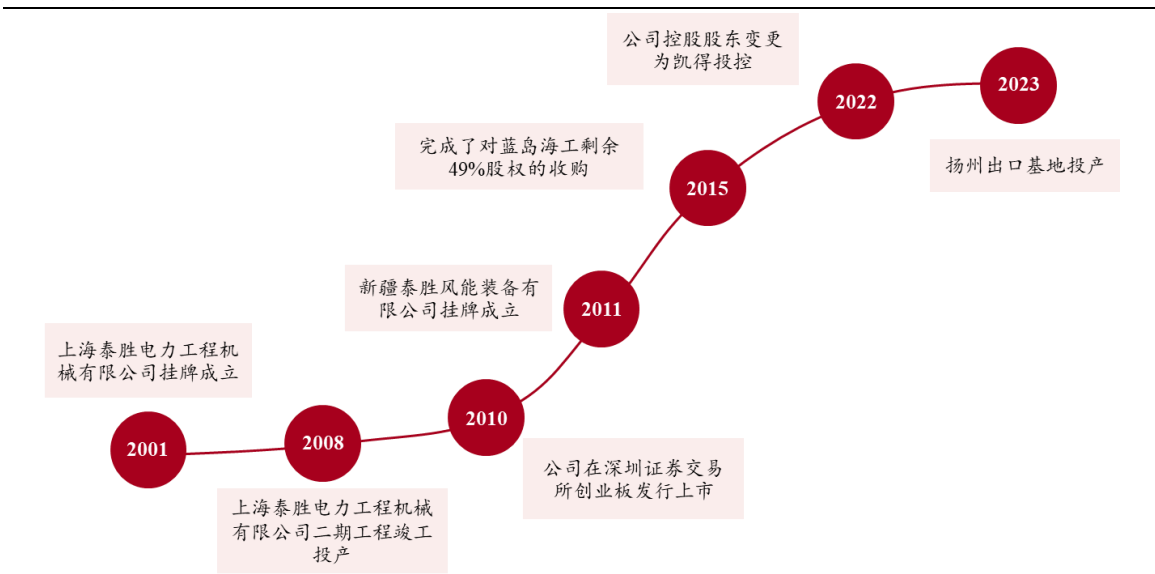 2001
上海泰胜电力工程机
械有限公司挂牌成立
2008
上海泰胜电力工程机械
有限公司二期工程竣工
投产
2010
公司在深圳证券交易
所创业板发行上市
2011
新疆泰胜风能装备有
限公司挂牌成立
2015
完成了对蓝岛海工剩余
49%股权的收购
2022
公司控股股东变更
为凯得投控
2023
扬州出口基地投产